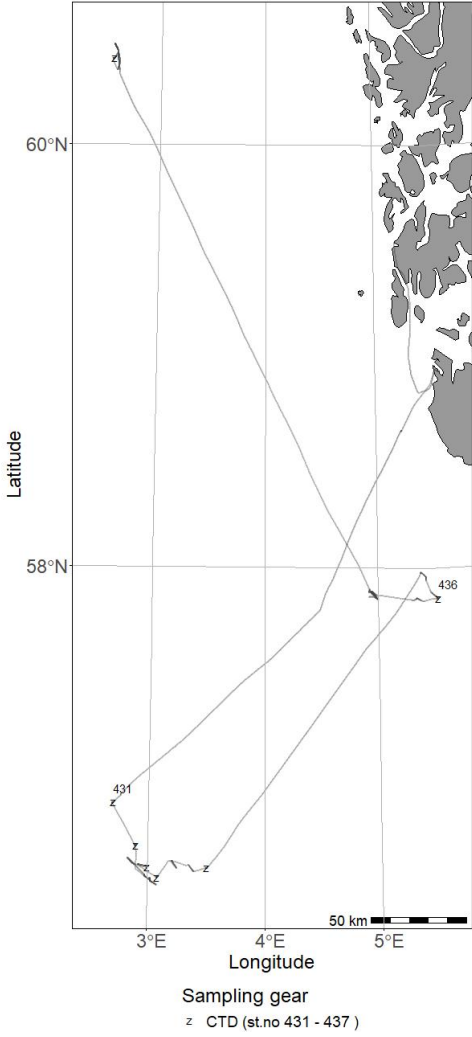 60°N
z
58°N
436
z
431
z
z
z
z
z
50 km
3°E 4°E 5°E
Longitude
Latitude
Sampling gear
z CTD (st.no 431 - 437 )